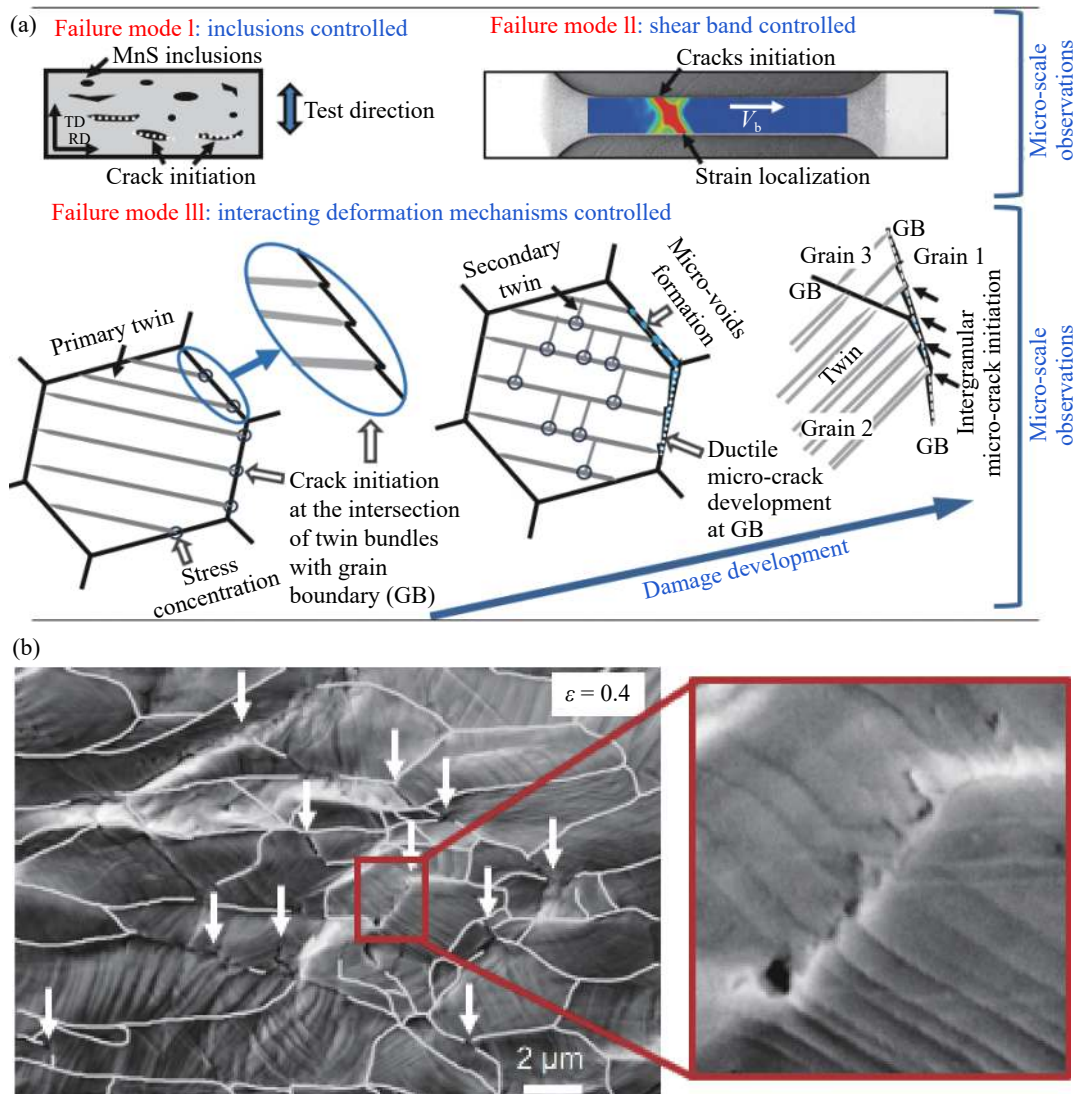 (a)
Failure mode l: inclusions controlled
MnS inclusions
TD
RD
Test direction
Crack initiation
Failure mode ll: shear band controlled
Cracks initiation
V_b
Strain localization
Micro-scale
observations
Failure mode lll: interacting deformation mechanisms controlled
Primary twin
Stress
concentration
Crack initiation
at the intersection
of twin bundles
with grain
boundary (GB)
Secondary
twin
Micro-voids
formation
Ductile
micro-crack
development
at GB
GB
Grain 3
Grain 1
GB
Twin
Grain 2
GB
Intergranular
micro-crack initiation
Damage development
Micro-scale
observations
(b)
ε = 0.4
2 μm